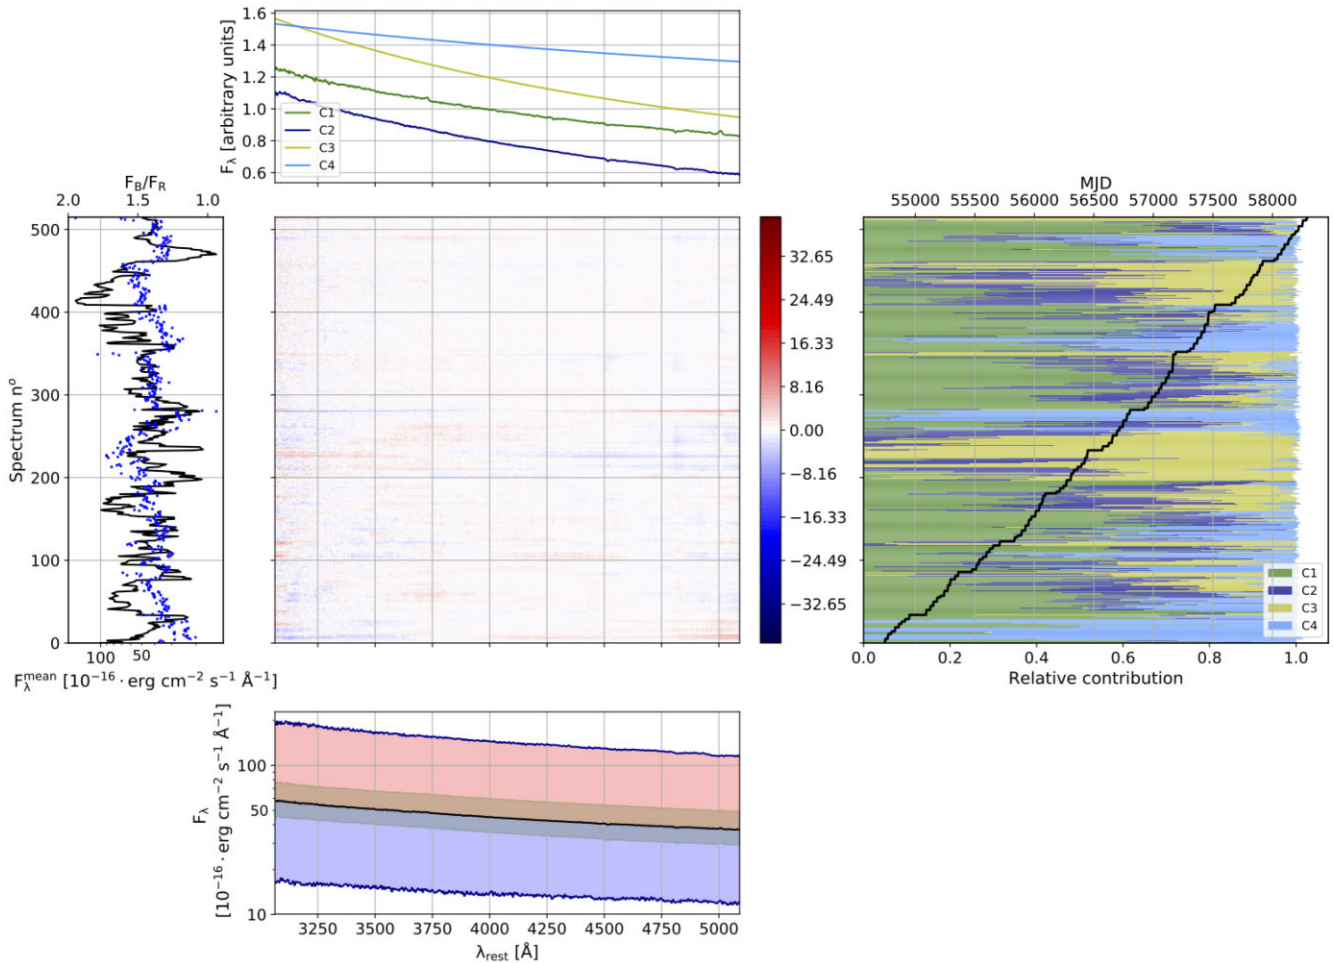 1.6
1.4
1.2
1.0
0.8
0.6
F_λ [arbitrary units]
C1
C2
C3
C4
F_B/F_R
2.0 1.5 1.0
500
400
300
200
100
0
Spectrum nº
100 50
F_λ^mean [10⁻¹⁶ · erg cm⁻² s⁻¹ Å⁻¹]
32.65
24.49
16.33
8.16
0.00
−8.16
−16.33
−24.49
−32.65
MJD
55000 55500 56000 56500 57000 57500 58000
C1
C2
C3
C4
0.0 0.2 0.4 0.6 0.8 1.0
Relative contribution
F_λ
[10⁻¹⁶ · erg cm⁻² s⁻¹ Å⁻¹]
100
50
10
3250 3500 3750 4000 4250 4500 4750 5000
λ_rest [Å]